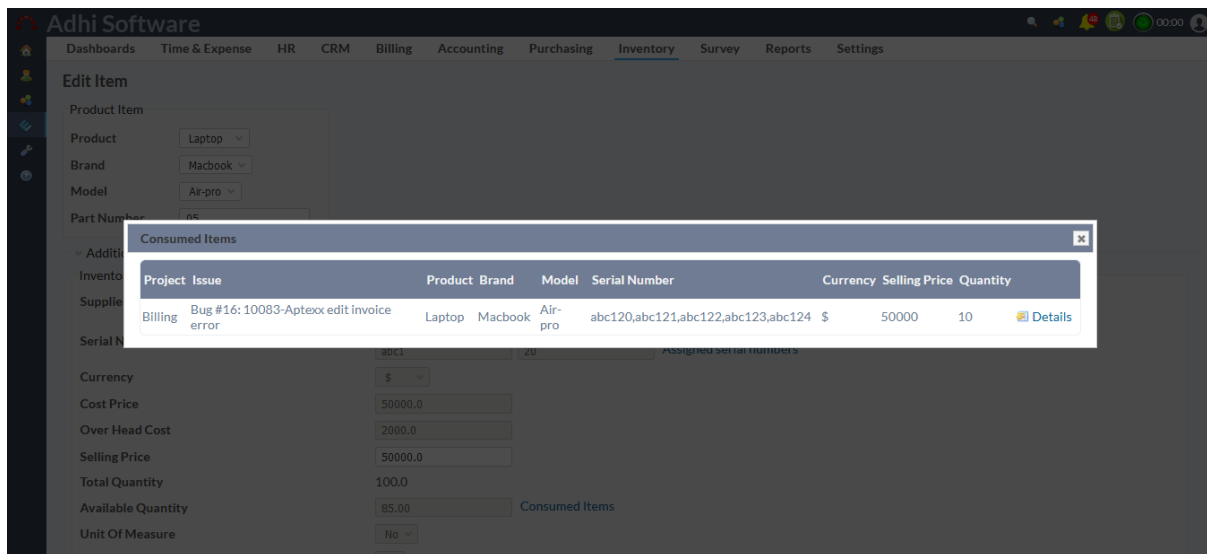 Adhi Software
48
00:00
Dashboards Time & Expense HR CRM Billing Accounting Purchasing Inventory Survey Reports Settings
Edit Item
Product Item
Product Laptop
Brand Macbook
Model Air-pro
Part Number 05
Consumed Items
Project Issue Product Brand Model Serial Number Currency Selling Price Quantity
Billing Bug #16: 10083-Aptexx edit invoice error Laptop Macbook Air-pro abc120,abc121,abc122,abc123,abc124 $ 50000 10 Details
abc1 20 Assigned serial numbers
Currency $
Cost Price 50000.0
Over Head Cost 2000.0
Selling Price 50000.0
Total Quantity 100.0
Available Quantity 85.00 Consumed Items
Unit Of Measure No